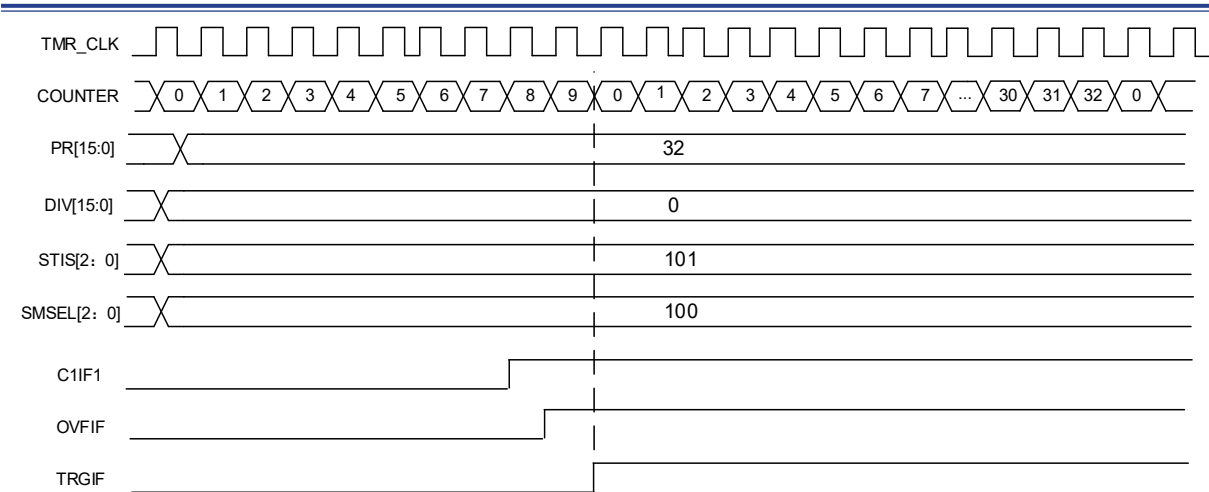 TMR_CLK
COUNTER 0 1 2 3 4 5 6 7 8 9 0 1 2 3 4 5 6 7 ... 30 31 32 0
PR[15:0] 32
DIV[15:0] 0
STIS[2：0] 101
SMSEL[2：0] 100
C1IF1
OVFIF
TRGIF